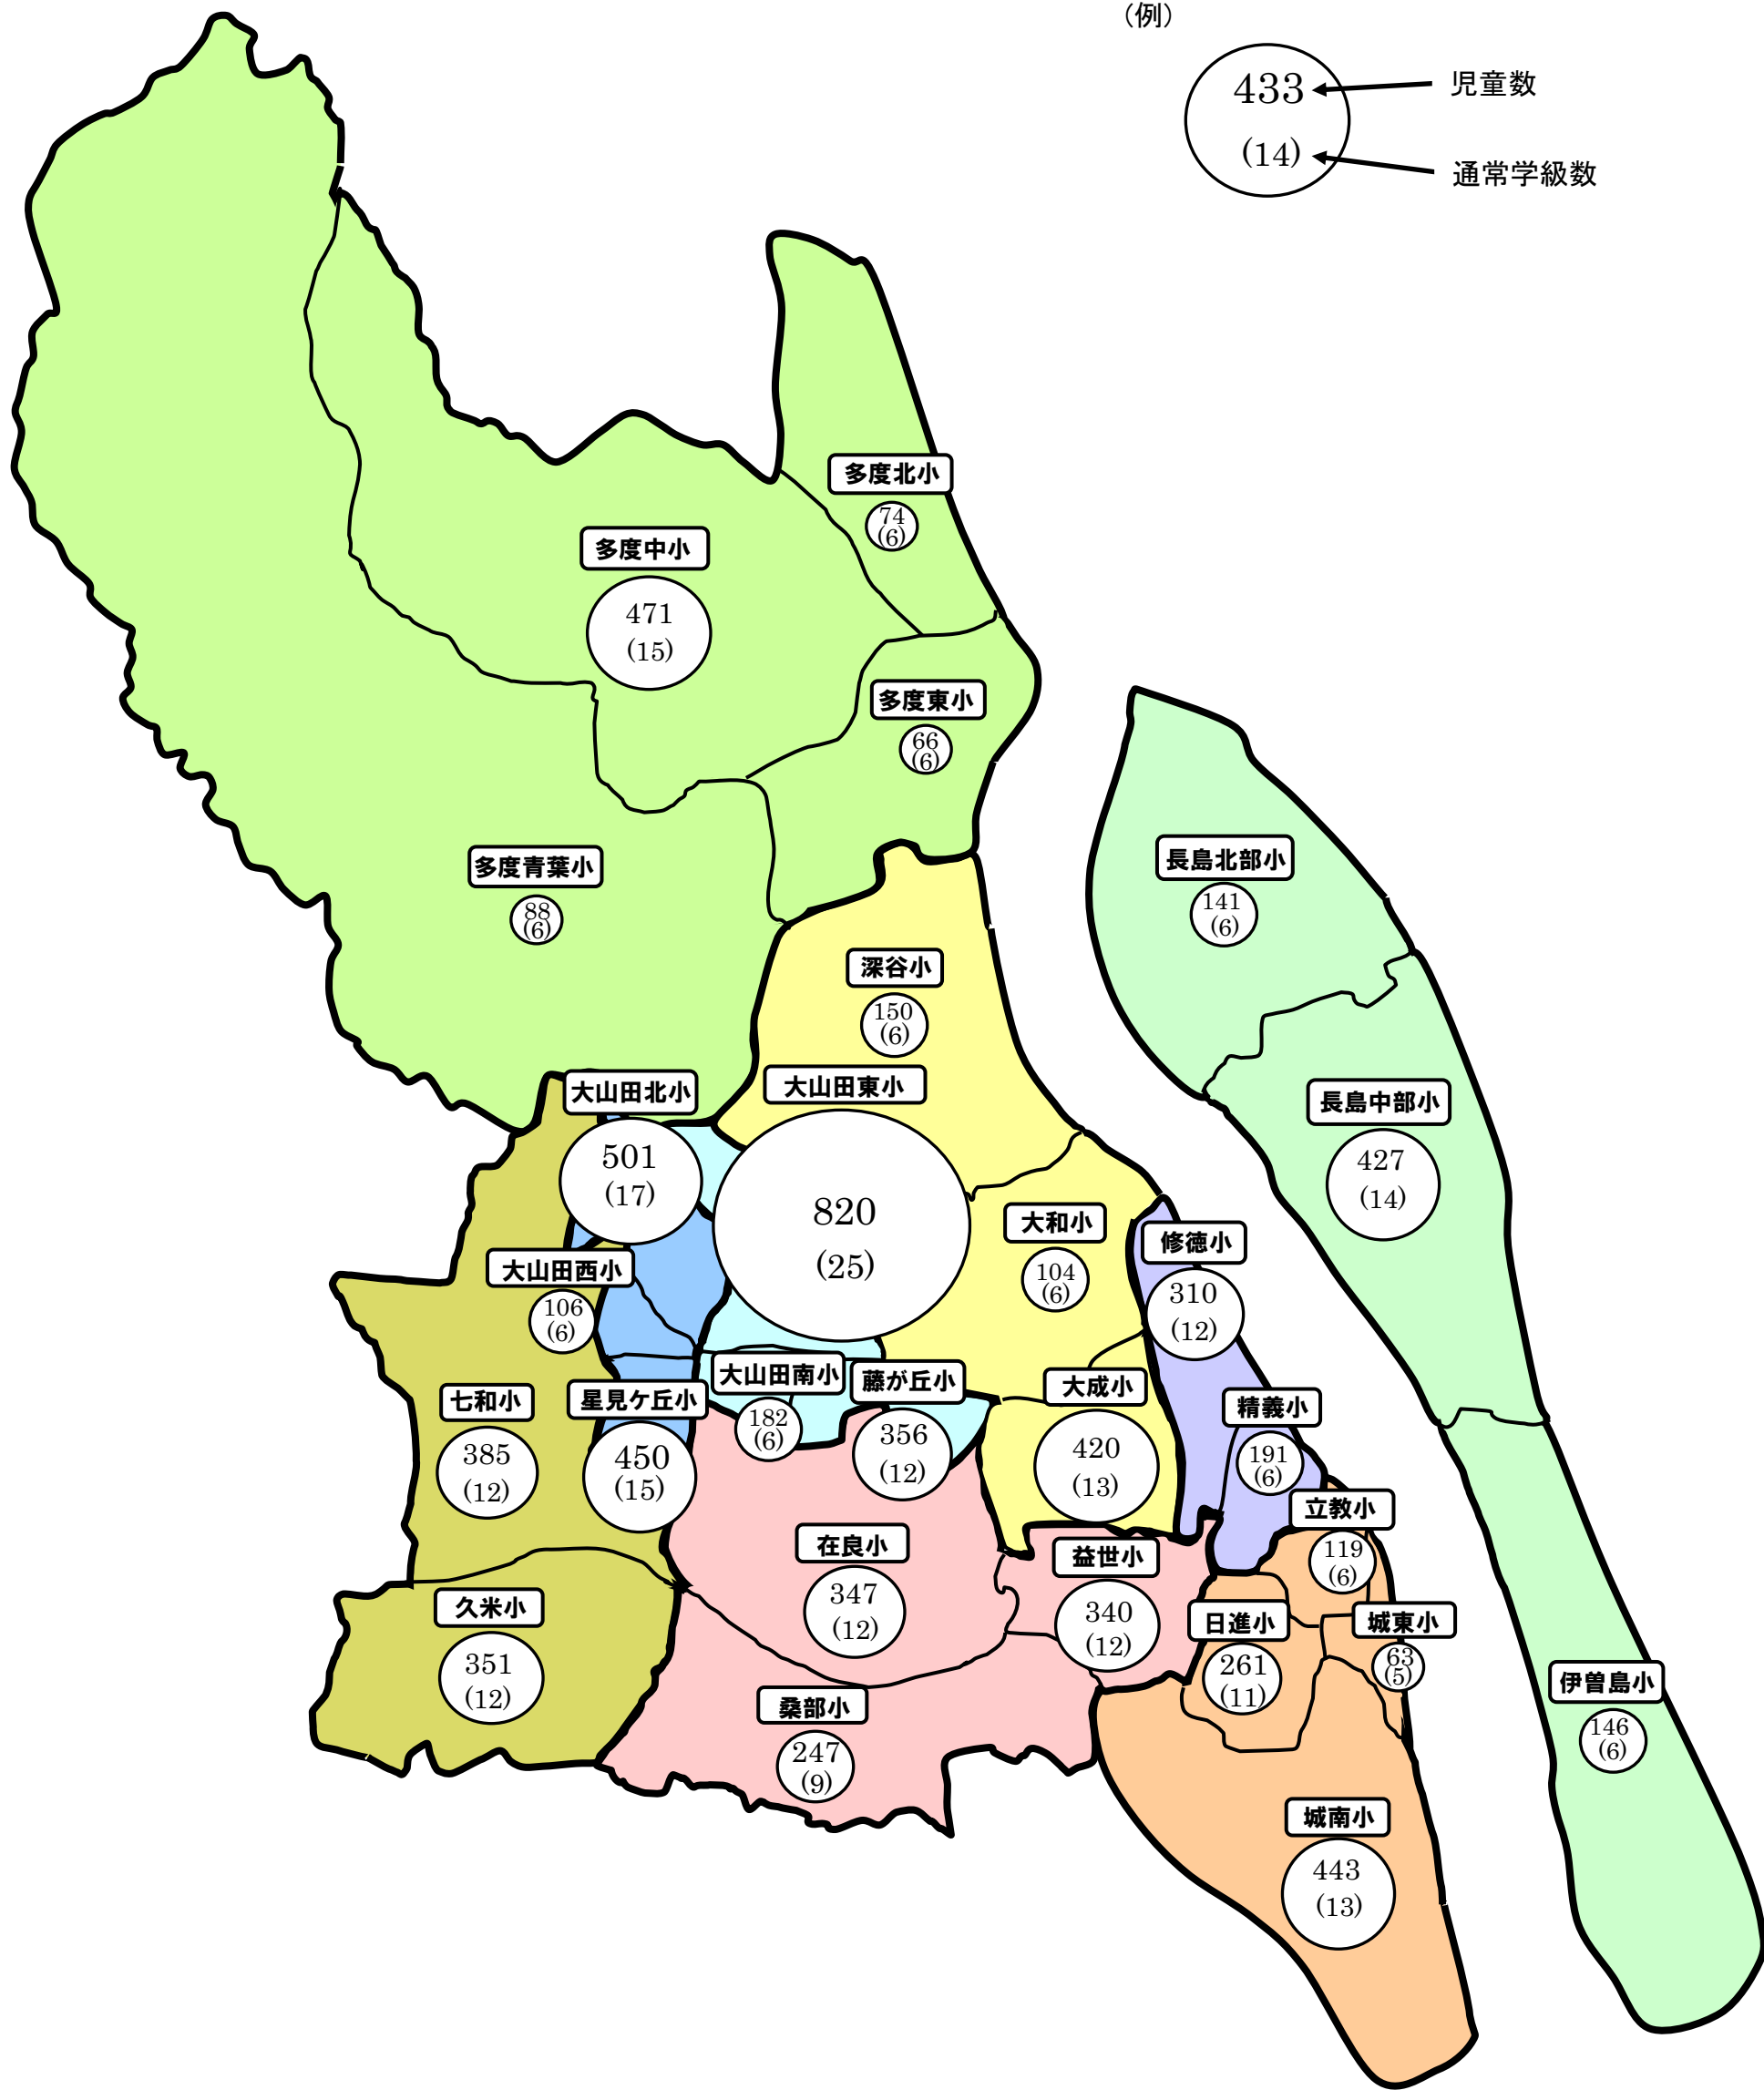 （例）
433
児童数
(14)
通常学級数
多度北小
74
(6)
多度中小
471
(15)
多度東小
66
(6)
多度青葉小
88
(6)
長島北部小
141
(6)
深谷小
150
(6)
大山田東小
820
(25)
大山田北小
501
(17)
長島中部小
427
(14)
大和小
104
(6)
修徳小
310
(12)
大山田西小
106
(6)
大山田南小
182
(6)
藤が丘小
356
(12)
大成小
420
(13)
七和小
385
(12)
星見ケ丘小
450
(15)
精義小
191
(6)
立教小
119
(6)
在良小
347
(12)
益世小
340
(12)
久米小
351
(12)
日進小
261
(11)
城東小
63
(5)
桑部小
247
(9)
伊曽島小
146
(6)
城南小
443
(13)